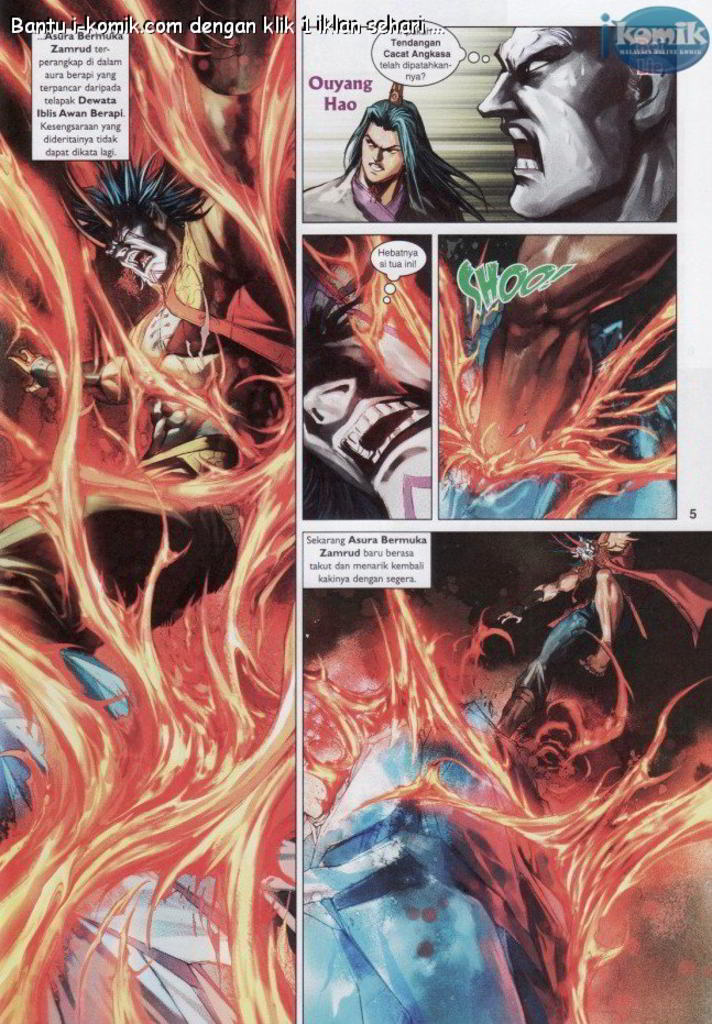 Bantu i-komik.com dengan klik 1 iklan sehari....
...Asura Bermuka
Zamrud ter-
perangkap di dalam
aura berapi yang
terpancar daripada
telapak Dewata
Iblis Awan Berapi.
Kesengsaraan yang
dideritainya tidak
dapat dikata lagi.
Tendangan
Cacat Angkasa
telah dipatahkan-
nya?
Ouyang
Hao
ikomik
MALAYSIA ONLINE KOMIK
Hebatnya
si tua ini!
SHOO!!
5
Sekarang Asura Bermuka
Zamrud baru berasa
takut dan menarik kembali
kakinya dengan segera.